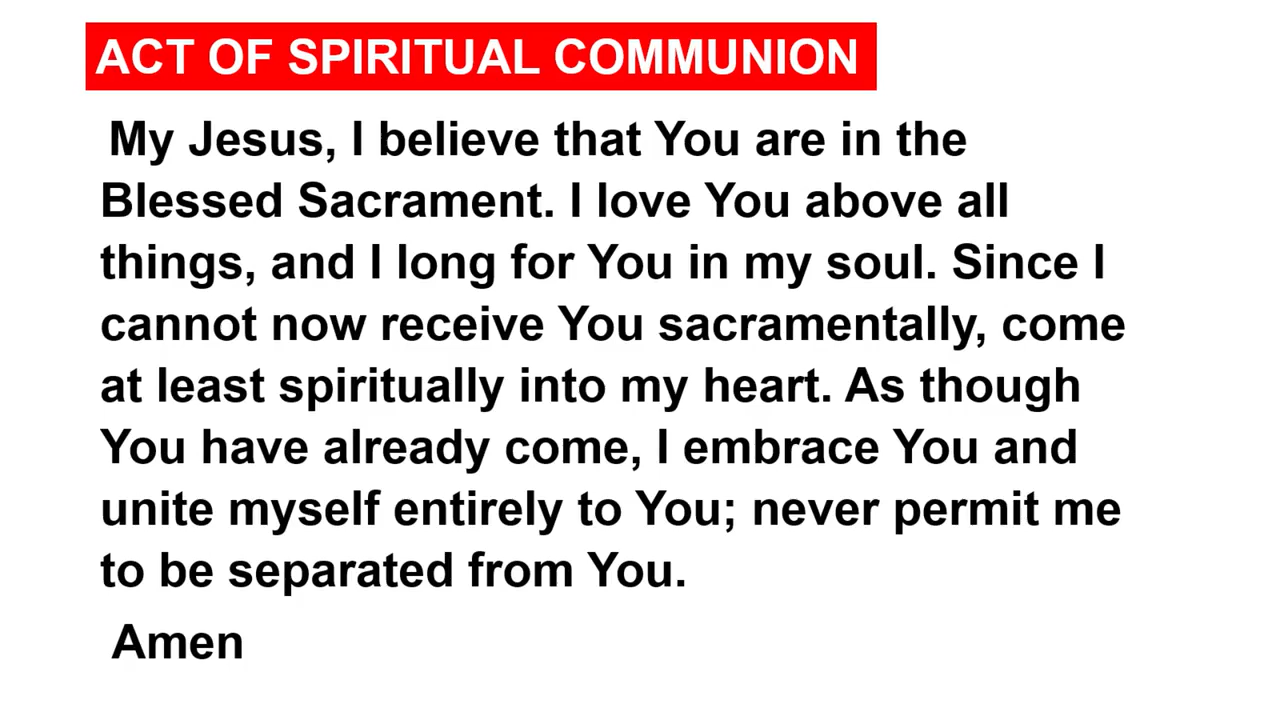 ACT OF SPIRITUAL COMMUNION
My Jesus, I believe that You are in the
Blessed Sacrament. I love You above all
things, and I long for You in my soul. Since I
cannot now receive You sacramentally, come
at least spiritually into my heart. As though
You have already come, I embrace You and
unite myself entirely to You; never permit me
to be separated from You.
Amen